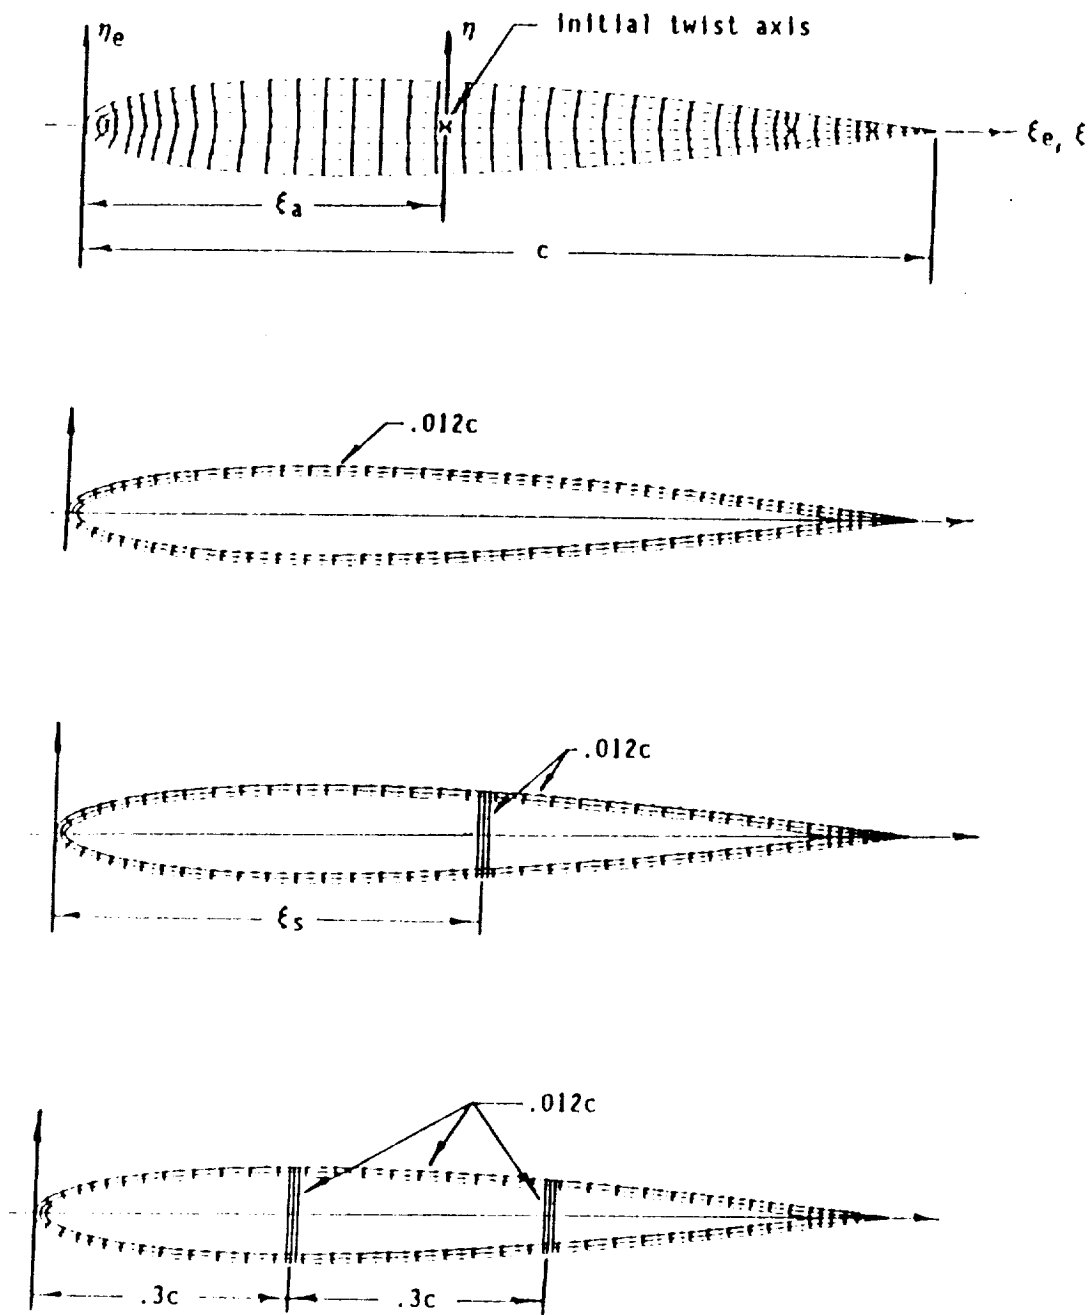 ηe
η
initial twist axis
ξe, ξ
ξa
c
.012c
.012c
ξs
.012c
.3c
.3c